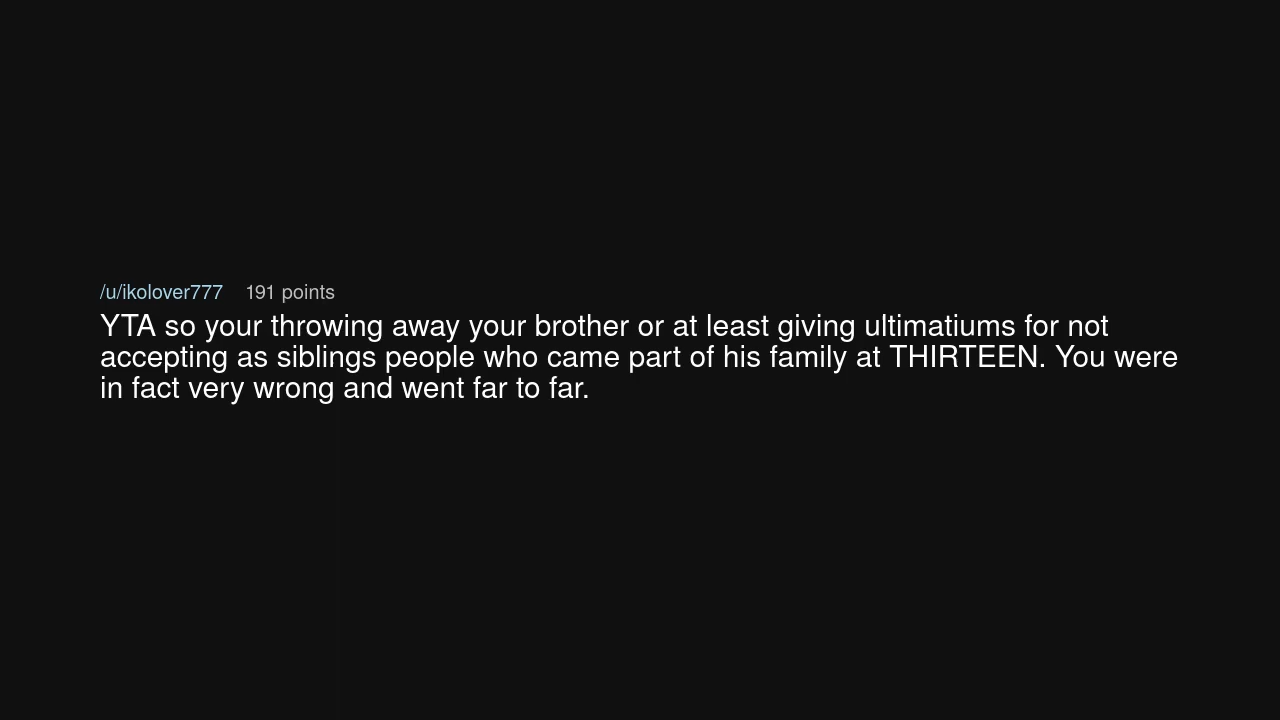 /u/ikolover777 191 points
YTA so your throwing away your brother or at least giving ultimatiums for not
accepting as siblings people who came part of his family at THIRTEEN. You were
in fact very wrong and went far to far.